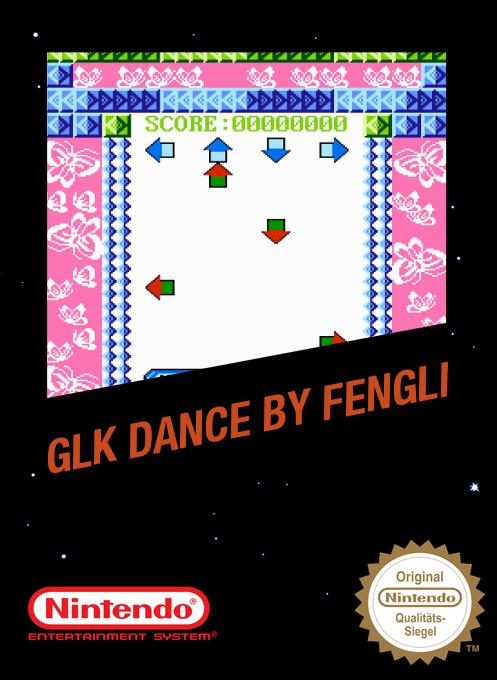 SCORE:00000000
GLK DANCE BY FENGLI
Nintendo®
ENTERTAINMENT SYSTEM®
Original
Nintendo
Qualitäts-
Siegel
TM